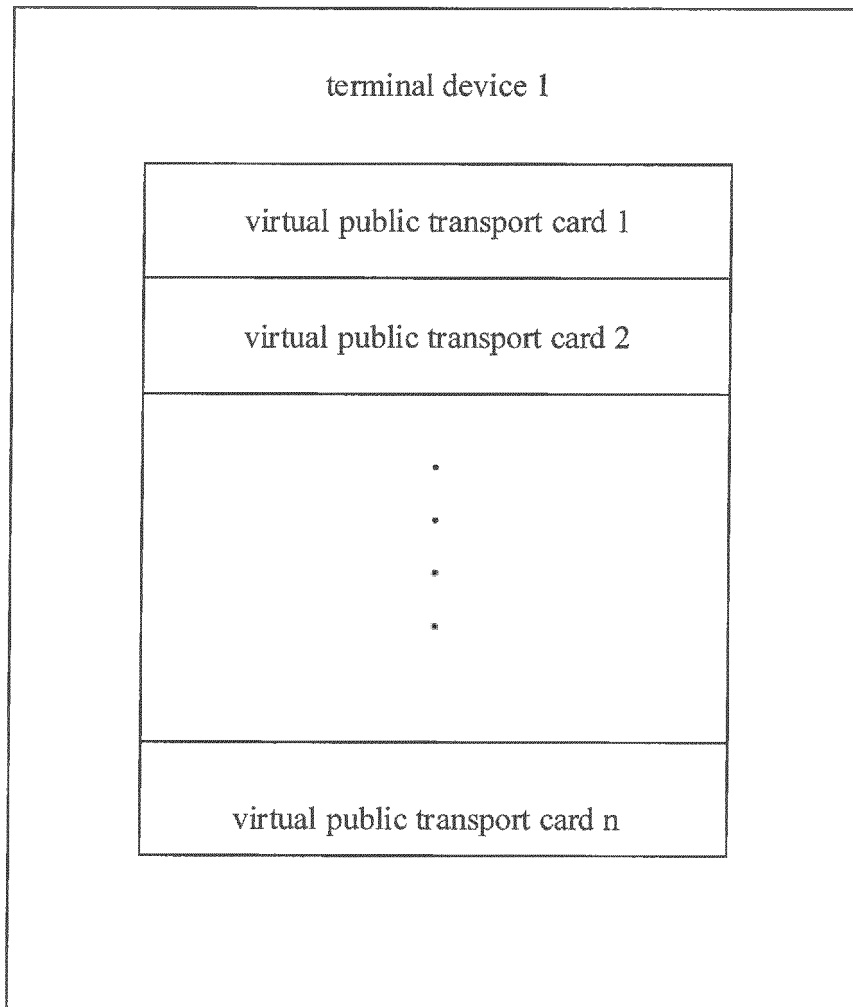 terminal device 1
virtual public transport card 1
virtual public transport card 2
virtual public transport card n